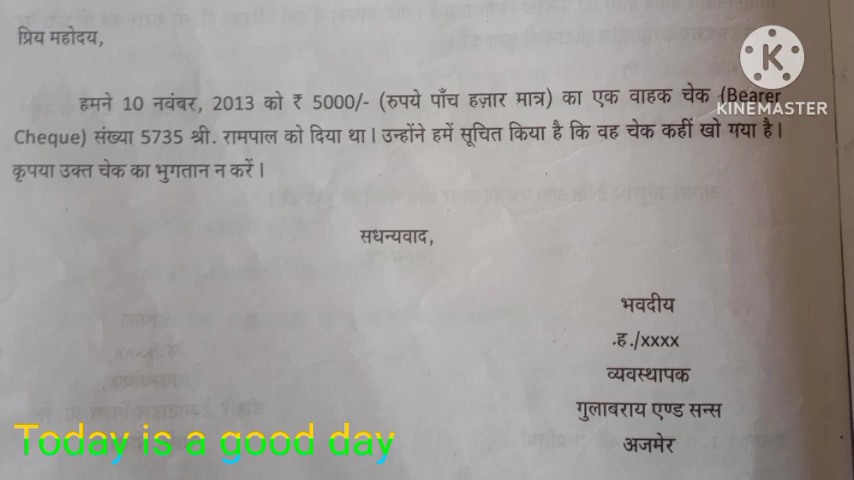 प्रिय महोदय,
हमने 10 नवंबर, 2013 को ₹ 5000/- (रुपये पाँच हज़ार मात्र) का एक वाहक चेक (Bearer
Cheque) संख्या 5735 श्री. रामपाल को दिया था। उन्होंने हमें सूचित किया है कि वह चेक कहीं खो गया है।
कृपया उक्त चेक का भुगतान न करें।
सधन्यवाद,
भवदीय
.ह./xxxx
व्यवस्थापक
गुलाबराय एण्ड सन्स
अजमेर
K
KINEMASTER
Today is a good day